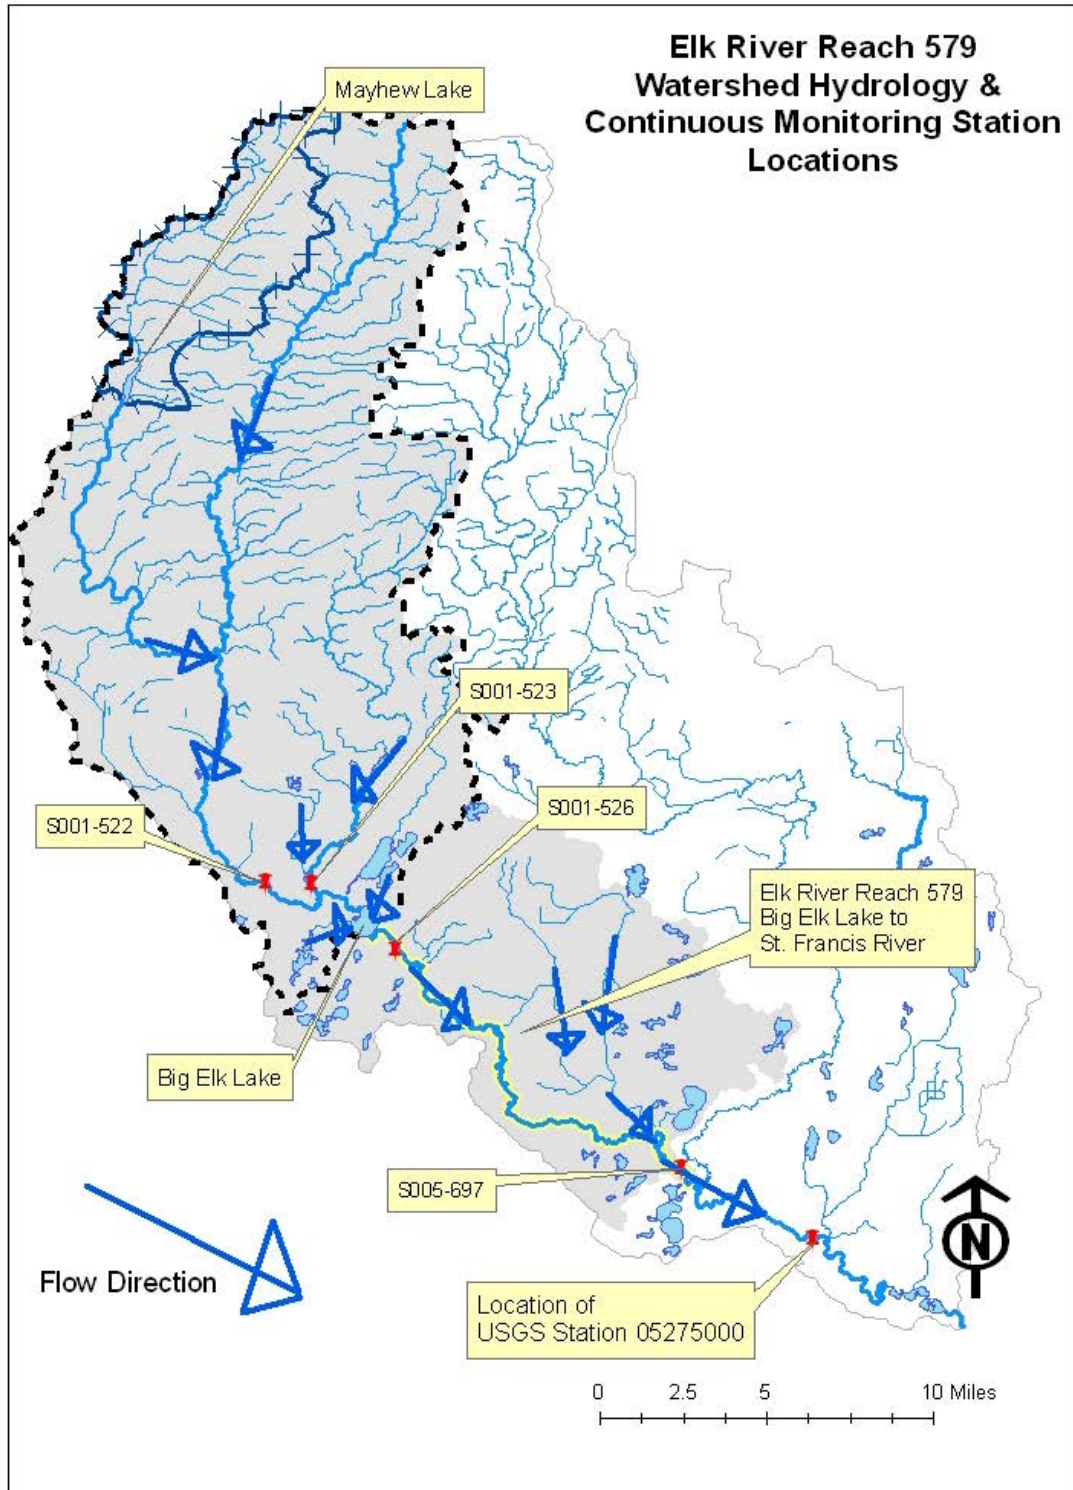 Elk River Reach 579
Watershed Hydrology &
Continuous Monitoring Station
Locations
Mayhew Lake
S001-523
S001-526
S001-522
Elk River Reach 579
Big Elk Lake to
St. Francis River
Big Elk Lake
S005-697
N
Flow Direction
Location of
USGS Station 05275000
0 2.5 5 10 Miles